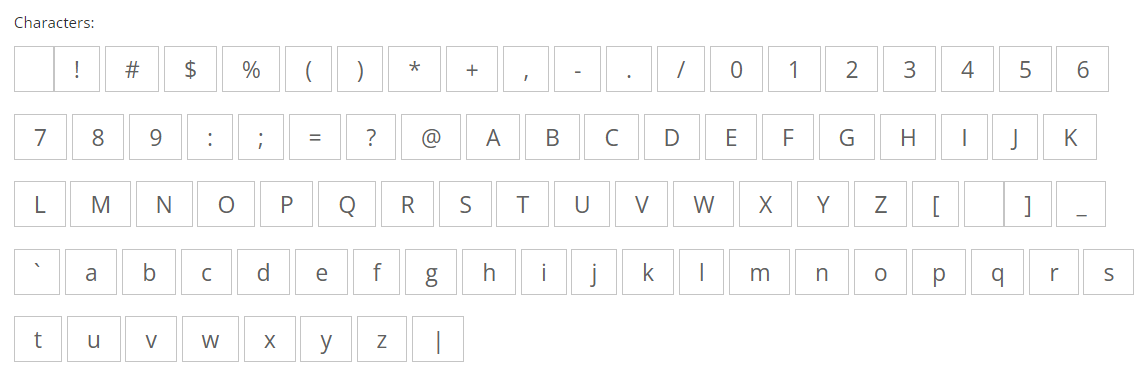 Characters:
! # $ % ( ) * + , - . / 0 1 2 3 4 5 6
7 8 9 : ; = ? @ A B C D E F G H I J K
L M N O P Q R S T U V W X Y Z [ ] _
` a b c d e f g h i j k l m n o p q r s
t u v w x y z |